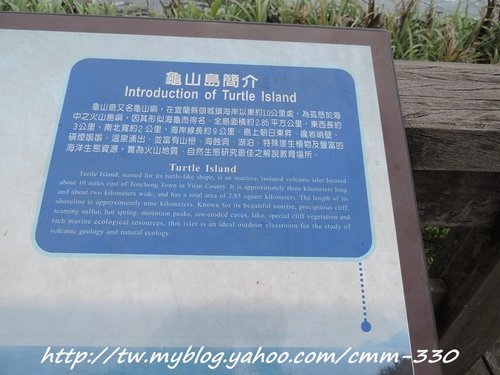 龜山島簡介
Introduction of Turtle Island
龜山島又名龜山嶼，在宜蘭縣頭城鎮海岸以東約10公里處，為孤懸於海
中之火山島嶼，因其形似海龜而得名，全島面積約2.85平方公里，東西長約
3公里，南北寬約2公里，海岸線長約9公里。島上朝日東昇、巉岩峭壁、
磺煙嬝嬝、溫泉湧出、並富有山巒、海蝕洞、湖泊、特殊崖生植物及豐富的
海洋生態資源，實為火山地質、自然生態研究最佳之解說教育場所。
Turtle Island
Turtle Island, named for its turtle-like shape, is an inactive, isolated volcanic islet located
about 10 miles east of Toucheng Town in Yilan County. It is approximately three kilometers long
and about two kilometers wide, and has a total area of 2.85 square kilometers. The length of its
shoreline is approximately nine kilometers. Known for its beautiful sunrise, precipitous cliff,
teaming sulfur, hot spring, mountain peaks, sea-eroded caves, lake, special cliff vegetation and
rich marine ecological resources, this islet is an ideal outdoor classroom for the study of
volcanic geology and natural ecology.
http://tw.myblog.yahoo.com/cmm-330